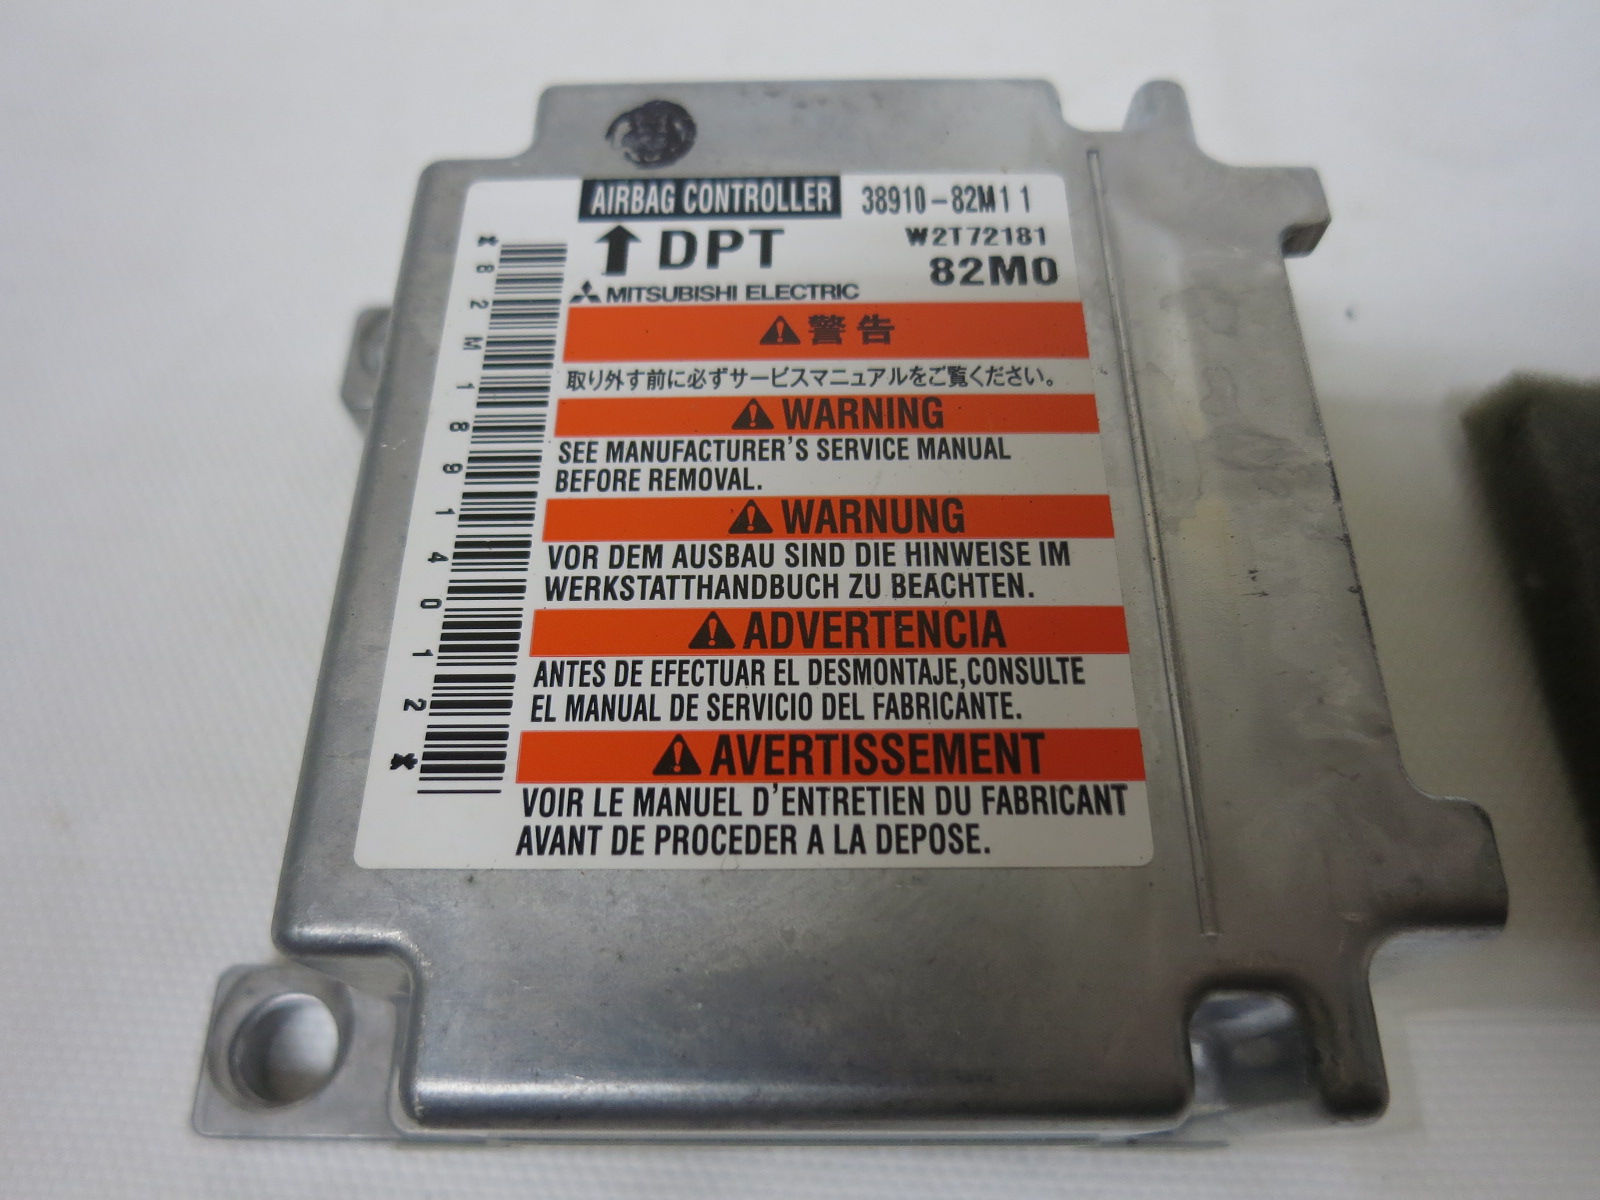 AIRBAG CONTROLLER 38910-82M11
DPT W2T72181
82M0
MITSUBISHI ELECTRIC
警告
取り外す前に必ずサービスマニュアルをご覧ください。
WARNING
SEE MANUFACTURER'S SERVICE MANUAL
BEFORE REMOVAL.
WARNUNG
VOR DEM AUSBAU SIND DIE HINWEISE IM
WERKSTATTHANDBUCH ZU BEACHTEN.
ADVERTENCIA
ANTES DE EFECTUAR EL DESMONTAJE,CONSULTE
EL MANUAL DE SERVICIO DEL FABRICANTE.
AVERTISSEMENT
VOIR LE MANUEL D'ENTRETIEN DU FABRICANT
AVANT DE PROCEDER A LA DEPOSE.
*82M18914012*